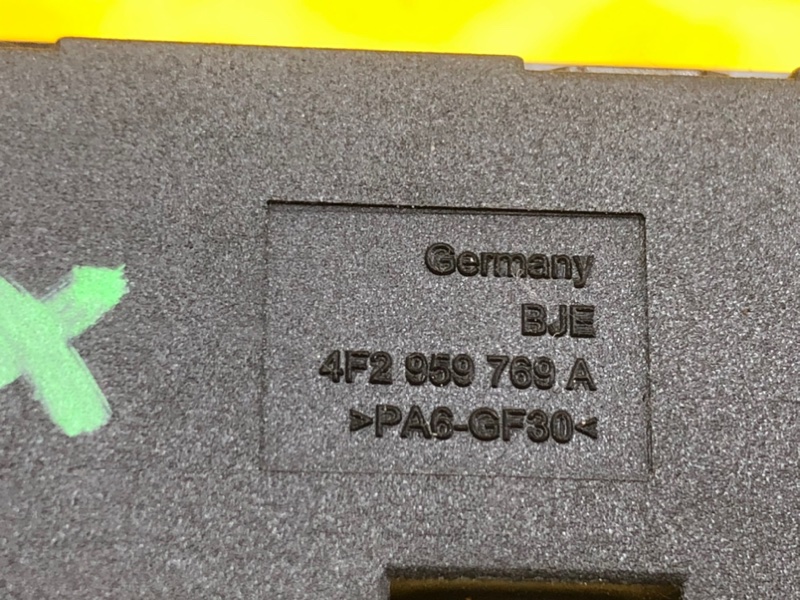 Germany
BJE
4F2 959 769 A
>PA6-GF30<